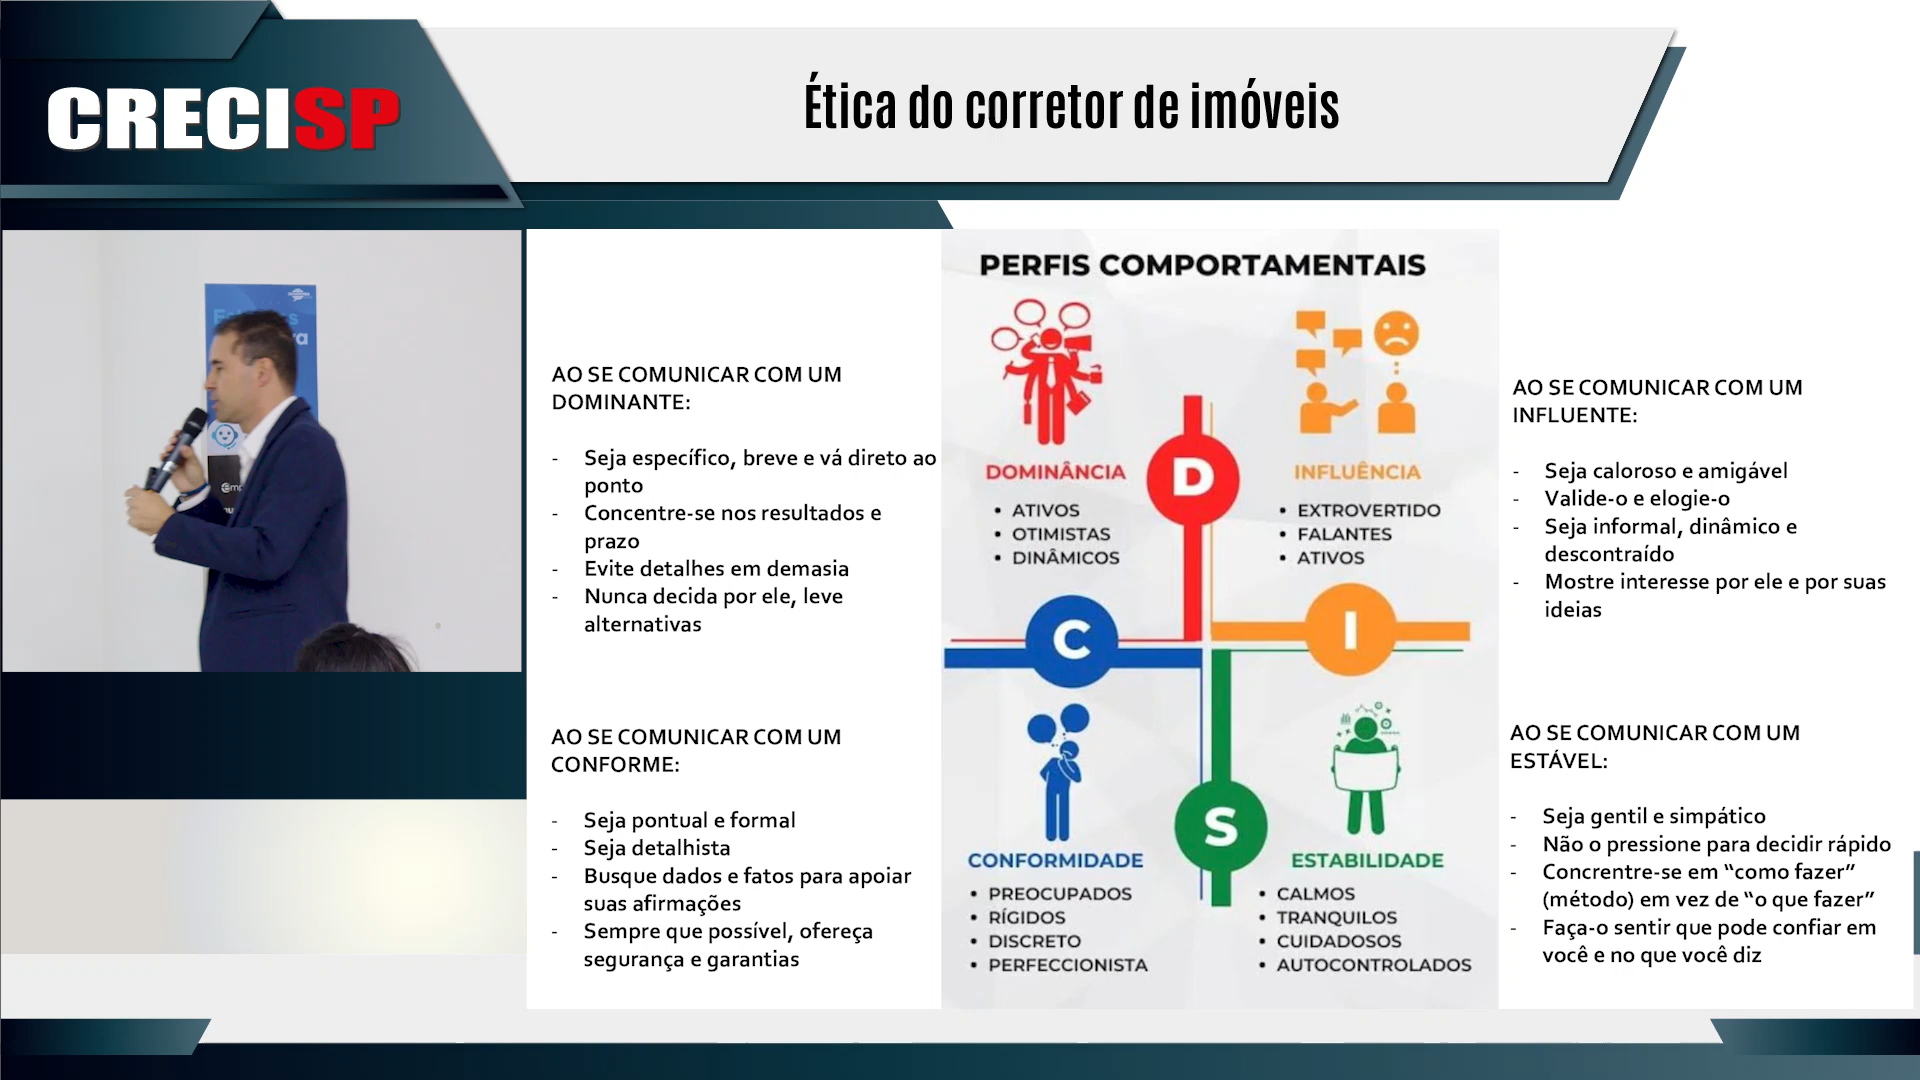 CRECISP
Ética do corretor de imóveis
AO SE COMUNICAR COM UM
DOMINANTE:
- Seja específico, breve e vá direto ao
ponto
- Concentre-se nos resultados e
prazo
- Evite detalhes em demasia
- Nunca decida por ele, leve
alternativas
AO SE COMUNICAR COM UM
CONFORME:
- Seja pontual e formal
- Seja detalhista
- Busque dados e fatos para apoiar
suas afirmações
- Sempre que possível, ofereça
segurança e garantias
PERFIS COMPORTAMENTAIS
DOMINÂNCIA
• ATIVOS
• OTIMISTAS
• DINÂMICOS
D
INFLUÊNCIA
• EXTROVERTIDO
• FALANTES
• ATIVOS
C
I
S
CONFORMIDADE
• PREOCUPADOS
• RÍGIDOS
• DISCRETO
• PERFECCIONISTA
ESTABILIDADE
• CALMOS
• TRANQUILOS
• CUIDADOSOS
• AUTOCONTROLADOS
AO SE COMUNICAR COM UM
INFLUENTE:
- Seja caloroso e amigável
- Valide-o e elogie-o
- Seja informal, dinâmico e
descontraído
- Mostre interesse por ele e por suas
ideias
AO SE COMUNICAR COM UM
ESTÁVEL:
- Seja gentil e simpático
- Não o pressione para decidir rápido
- Concrentre-se em “como fazer”
(método) em vez de “o que fazer”
- Faça-o sentir que pode confiar em
você e no que você diz